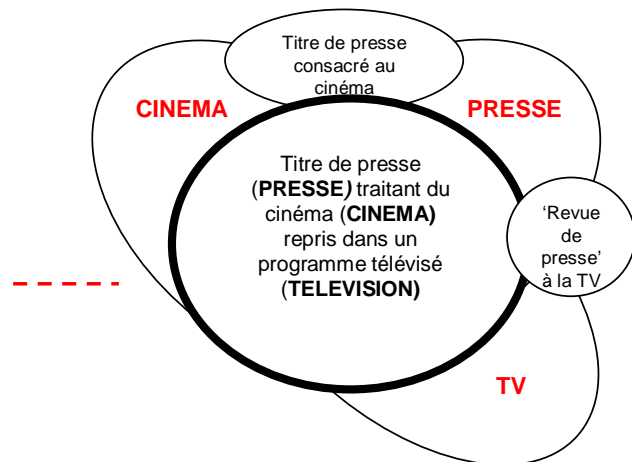 Titre de presse
consacré au
cinéma
CINEMA
PRESSE
Titre de presse
(PRESSE) traitant du
cinéma (CINEMA)
repris dans un
programme télévisé
(TELEVISION)
‘Revue
de
presse’
à la TV
TV